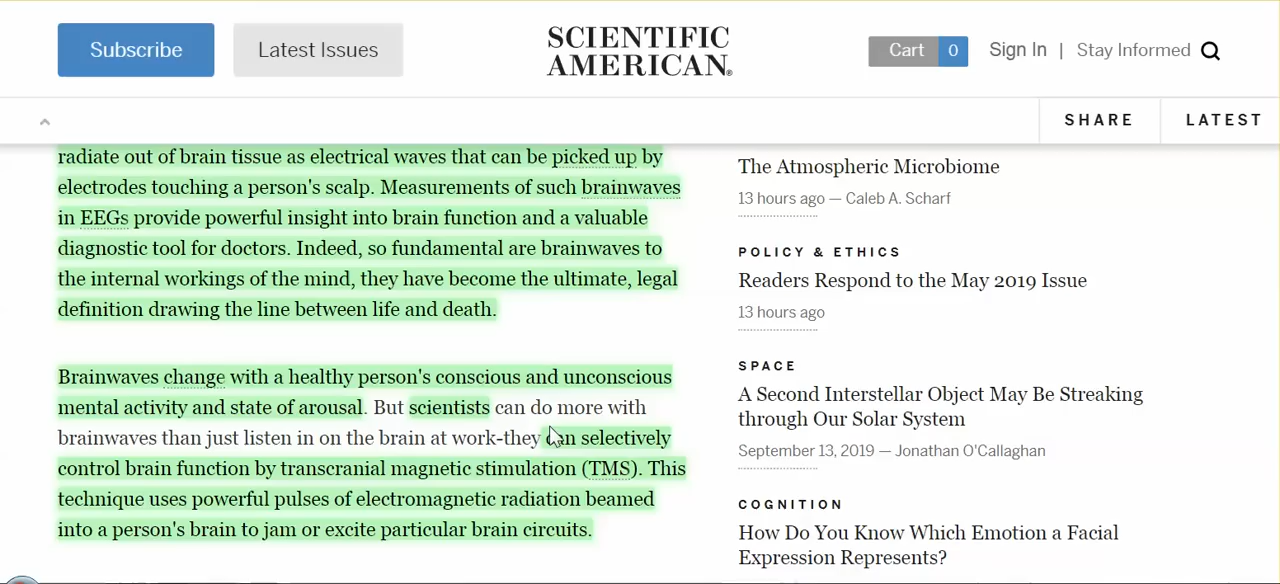 Subscribe
Latest Issues
SCIENTIFIC
AMERICAN®
Cart 0
Sign In | Stay Informed
SHARE
LATEST
radiate out of brain tissue as electrical waves that can be picked up by
electrodes touching a person's scalp. Measurements of such brainwaves
in EEGs provide powerful insight into brain function and a valuable
diagnostic tool for doctors. Indeed, so fundamental are brainwaves to
the internal workings of the mind, they have become the ultimate, legal
definition drawing the line between life and death.
Brainwaves change with a healthy person's conscious and unconscious
mental activity and state of arousal. But scientists can do more with
brainwaves than just listen in on the brain at work-they can selectively
control brain function by transcranial magnetic stimulation (TMS). This
technique uses powerful pulses of electromagnetic radiation beamed
into a person's brain to jam or excite particular brain circuits.
The Atmospheric Microbiome
13 hours ago — Caleb A. Scharf
POLICY & ETHICS
Readers Respond to the May 2019 Issue
13 hours ago
SPACE
A Second Interstellar Object May Be Streaking
through Our Solar System
September 13, 2019 — Jonathan O'Callaghan
COGNITION
How Do You Know Which Emotion a Facial
Expression Represents?